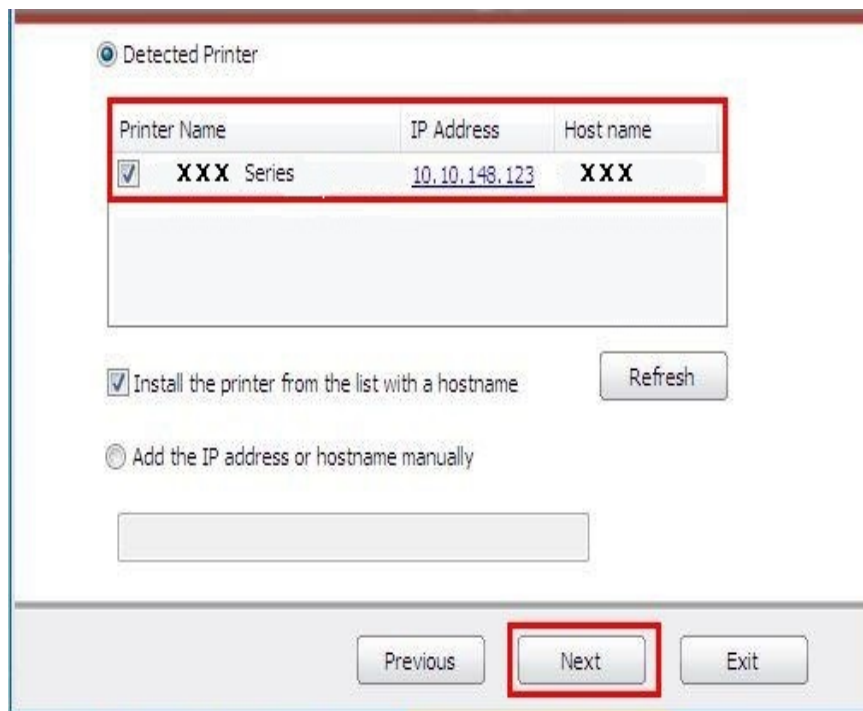 Detected Printer
Printer Name IP Address Host name
XXX Series 10.10.148.123 XXX
Install the printer from the list with a hostname Refresh
Add the IP address or hostname manually
Previous Next Exit